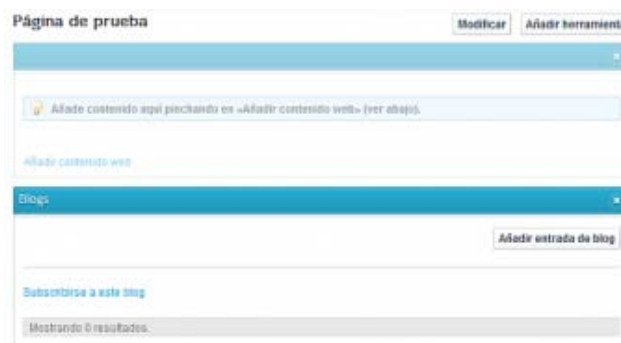 Página de prueba
Modificar
Añadir herramienta
Añade contenido aquí pinchando en «Añadir contenido web» (ver abajo).
Añadir contenido web
Blogs
Añadir entrada de blog
Subscribirse a este blog
Mostrando 0 resultados.